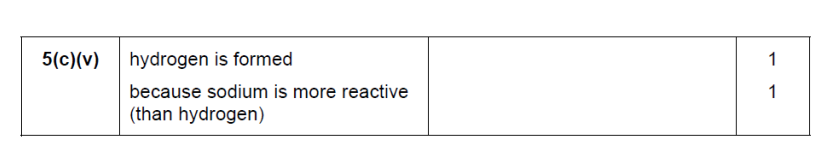 5(c)(v) hydrogen is formed 1
because sodium is more reactive 1
(than hydrogen)